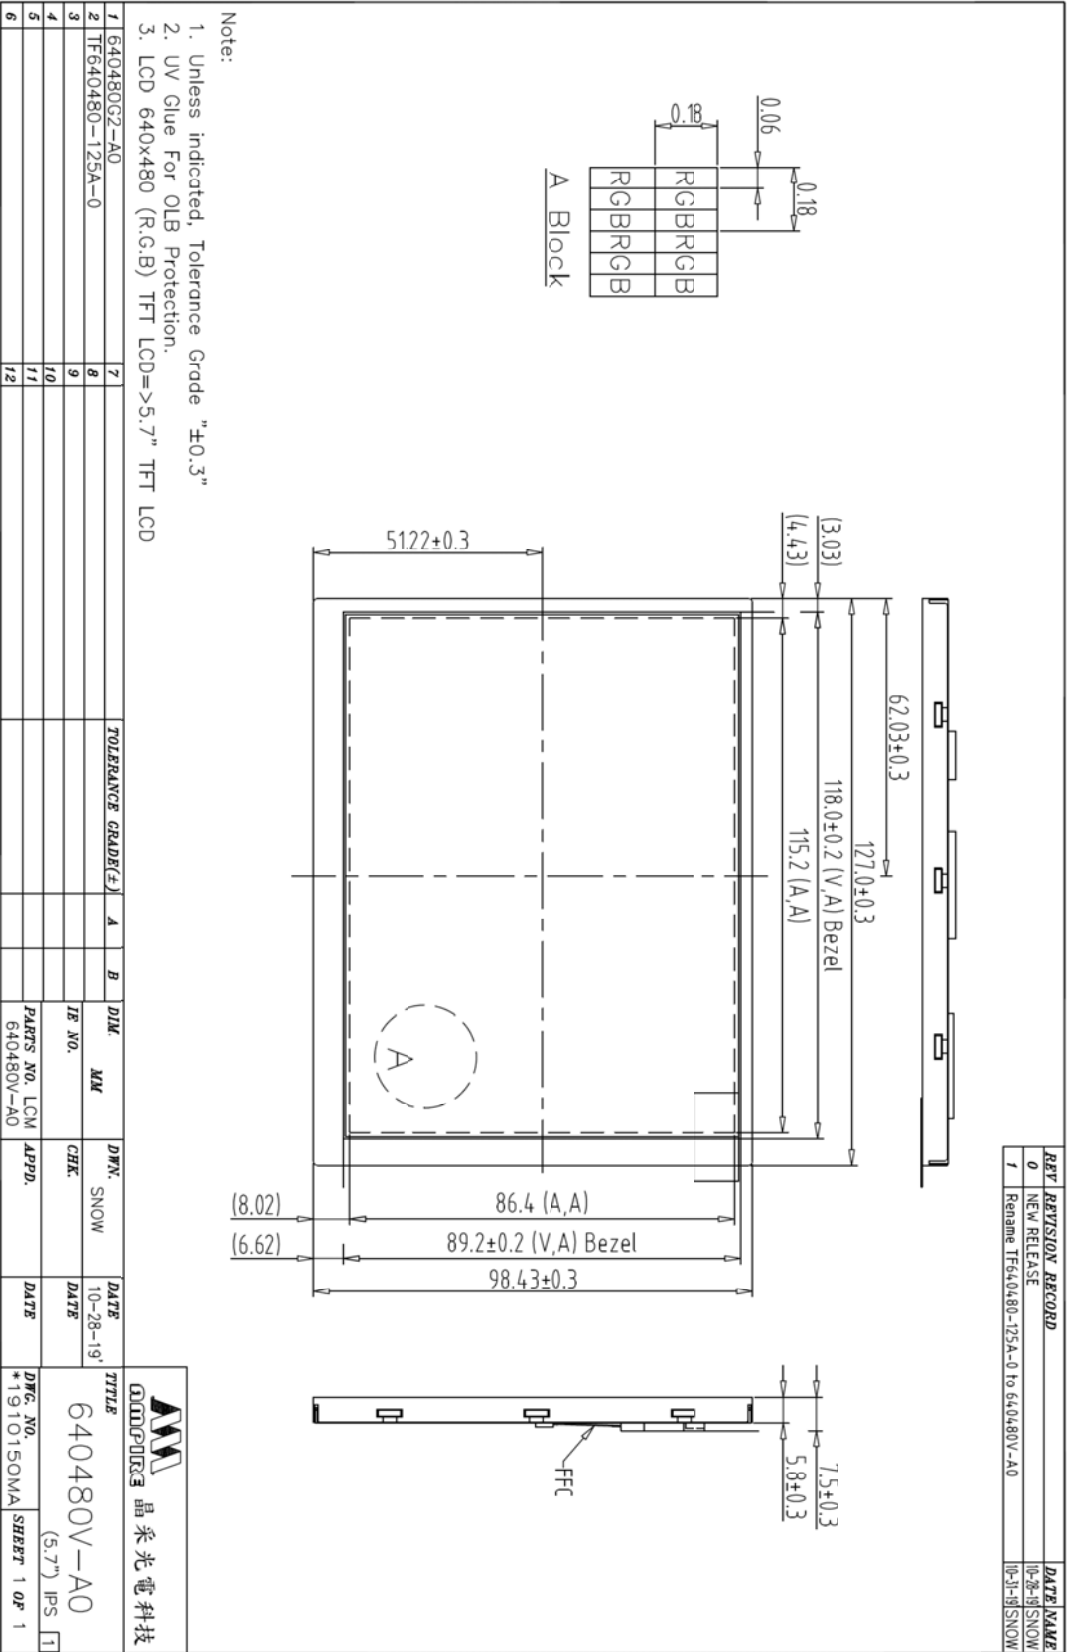 REV REVISION RECORD DATE NAME
0 NEW RELEASE 10-28-19' SNOW
1 Rename TF640480-125A-0 to 640480V-A0 10-31-19' SNOW
62.03±0.3
127.0±0.3
118.0±0.2 (V,A) Bezel
115.2 (A,A)
(3.03)
(4.43)
51.22±0.3
A
86.4 (A,A)
89.2±0.2 (V,A) Bezel
98.43±0.3
(8.02)
(6.62)
7.5±0.3
5.8±0.3
FFC
0.06
0.18
0.18
R G B R G B
R G B R G B
A Block
Note:
1. Unless indicated, Tolerance Grade "±0.3"
2. UV Glue For OLB Protection.
3. LCD 640x480 (R.G.B) TFT LCD=>5.7" TFT LCD
AMPIRE 晶采光電科技
1 640480G2-A0 7 TOLERANCE GRADE(±) A B
2 TF640480-125A-0 8
3 9
4 10
5 11
6 12
DIM. MM
DWN. SNOW
DATE 10-28-19'
IE NO.
CHK.
DATE
PARTS NO. LCM
640480V-A0
APPD.
DATE
TITLE
640480V-A0
(5.7") IPS 1
DWG. NO.
*1910150MA
SHEET 1 OF 1